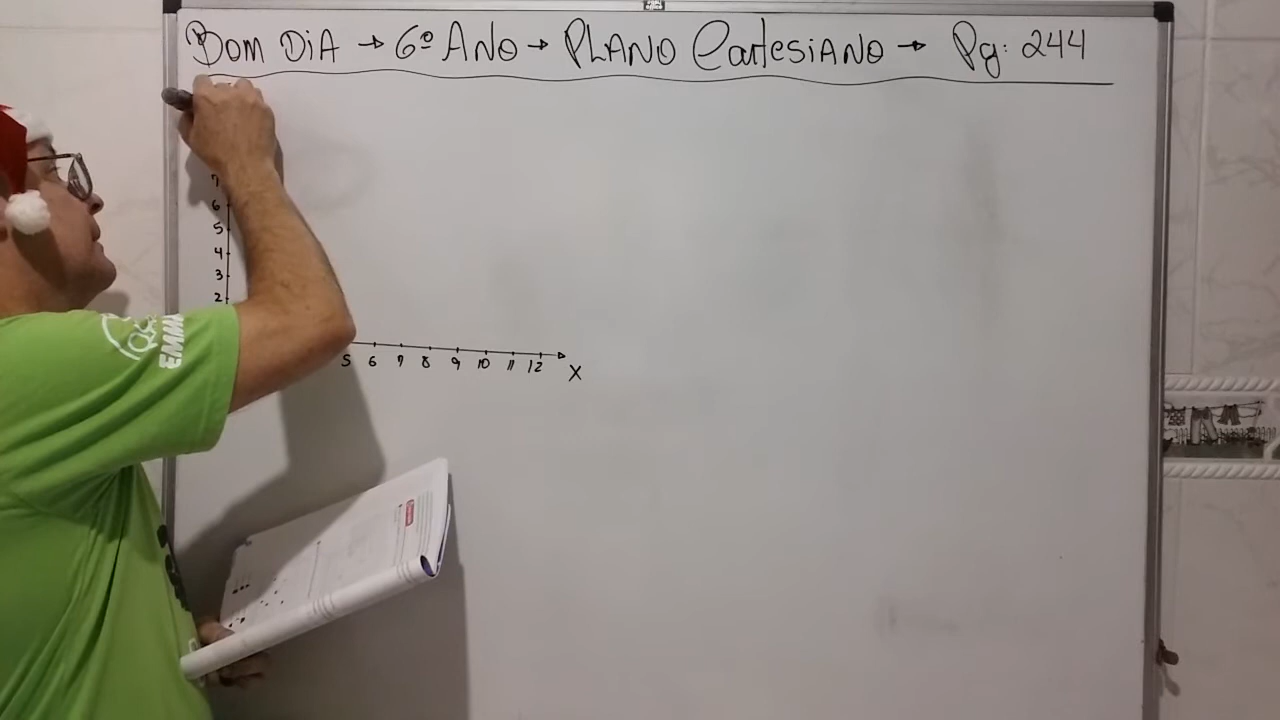 Bom DiA → 6º ANO → PLANO CartesiANO → Pg: 244
7
6
5
4
3
2
5 6 7 8 9 10 11 12
X
EMM